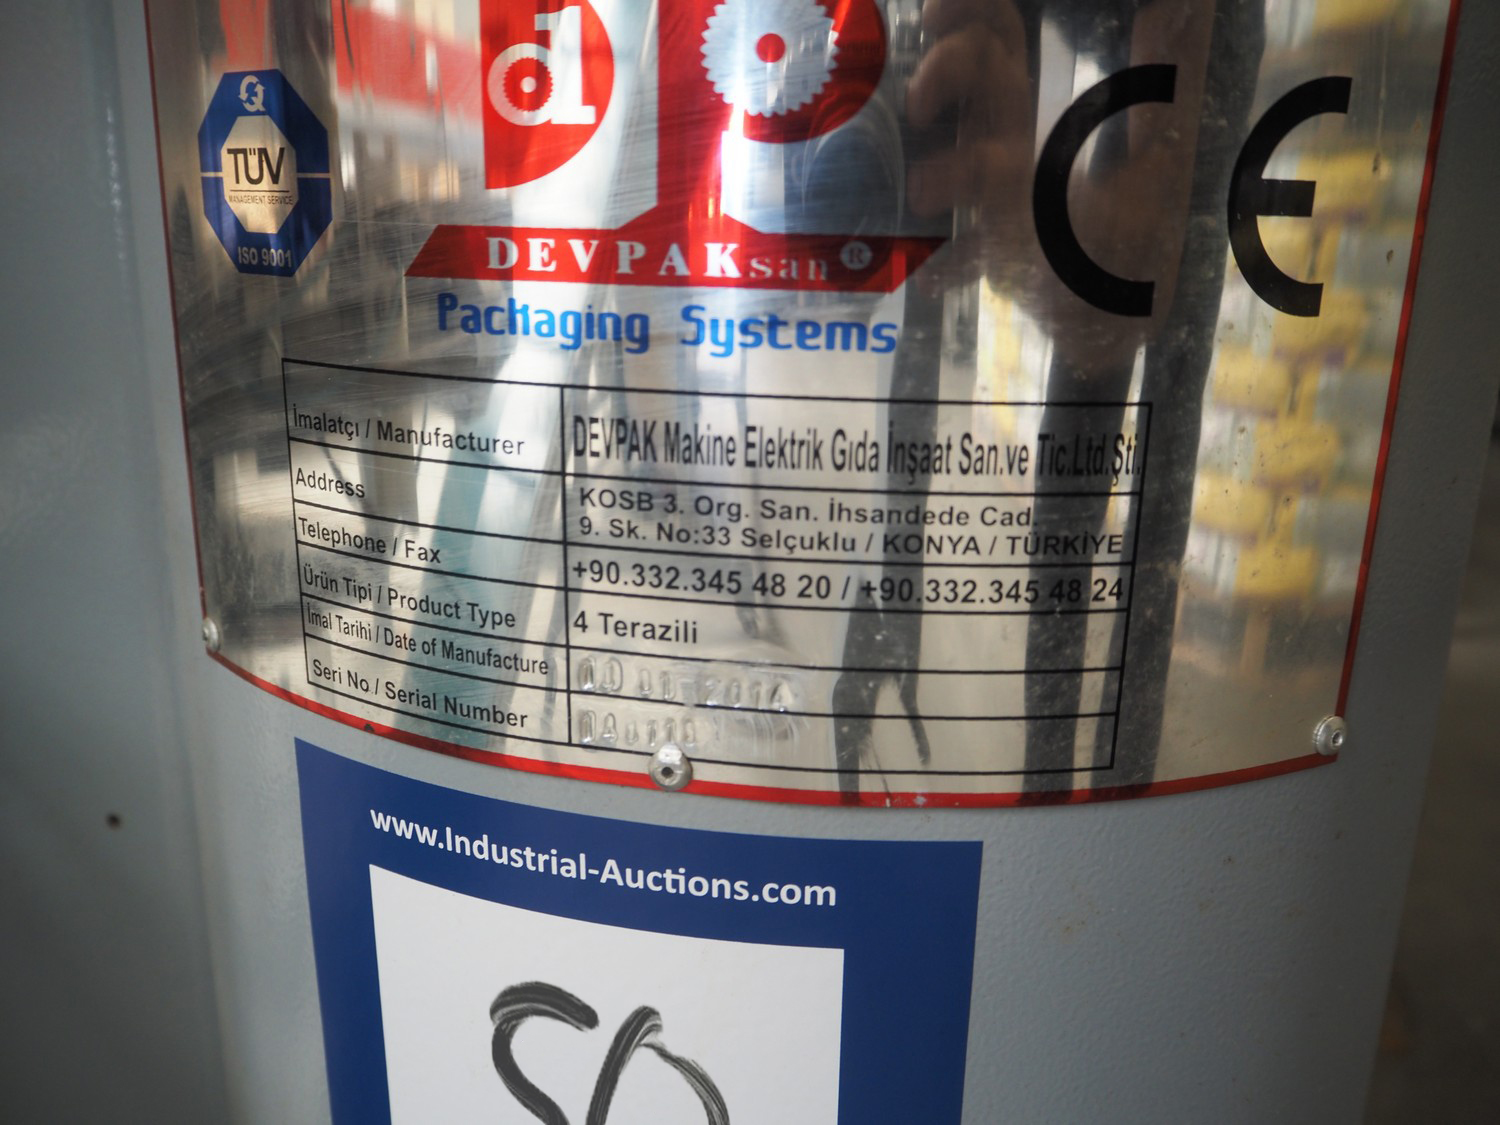 TÜV
MANAGEMENT SERVICE
ISO 9001
d
DEVPAKsan ®
Packaging Systems
CE
İmalatçı / Manufacturer
DEVPAK Makine Elektrik Gıda İnşaat San.ve Tic.Ltd.Şti.
Address
KOSB 3. Org. San. İhsandede Cad.
9. Sk. No:33 Selçuklu / KONYA / TÜRKİYE
Telephone / Fax
+90.332.345 48 20 / +90.332.345 48 24
Ürün Tipi / Product Type
4 Terazili
İmal Tarihi / Date of Manufacture
2014
Seri No / Serial Number
www.Industrial-Auctions.com